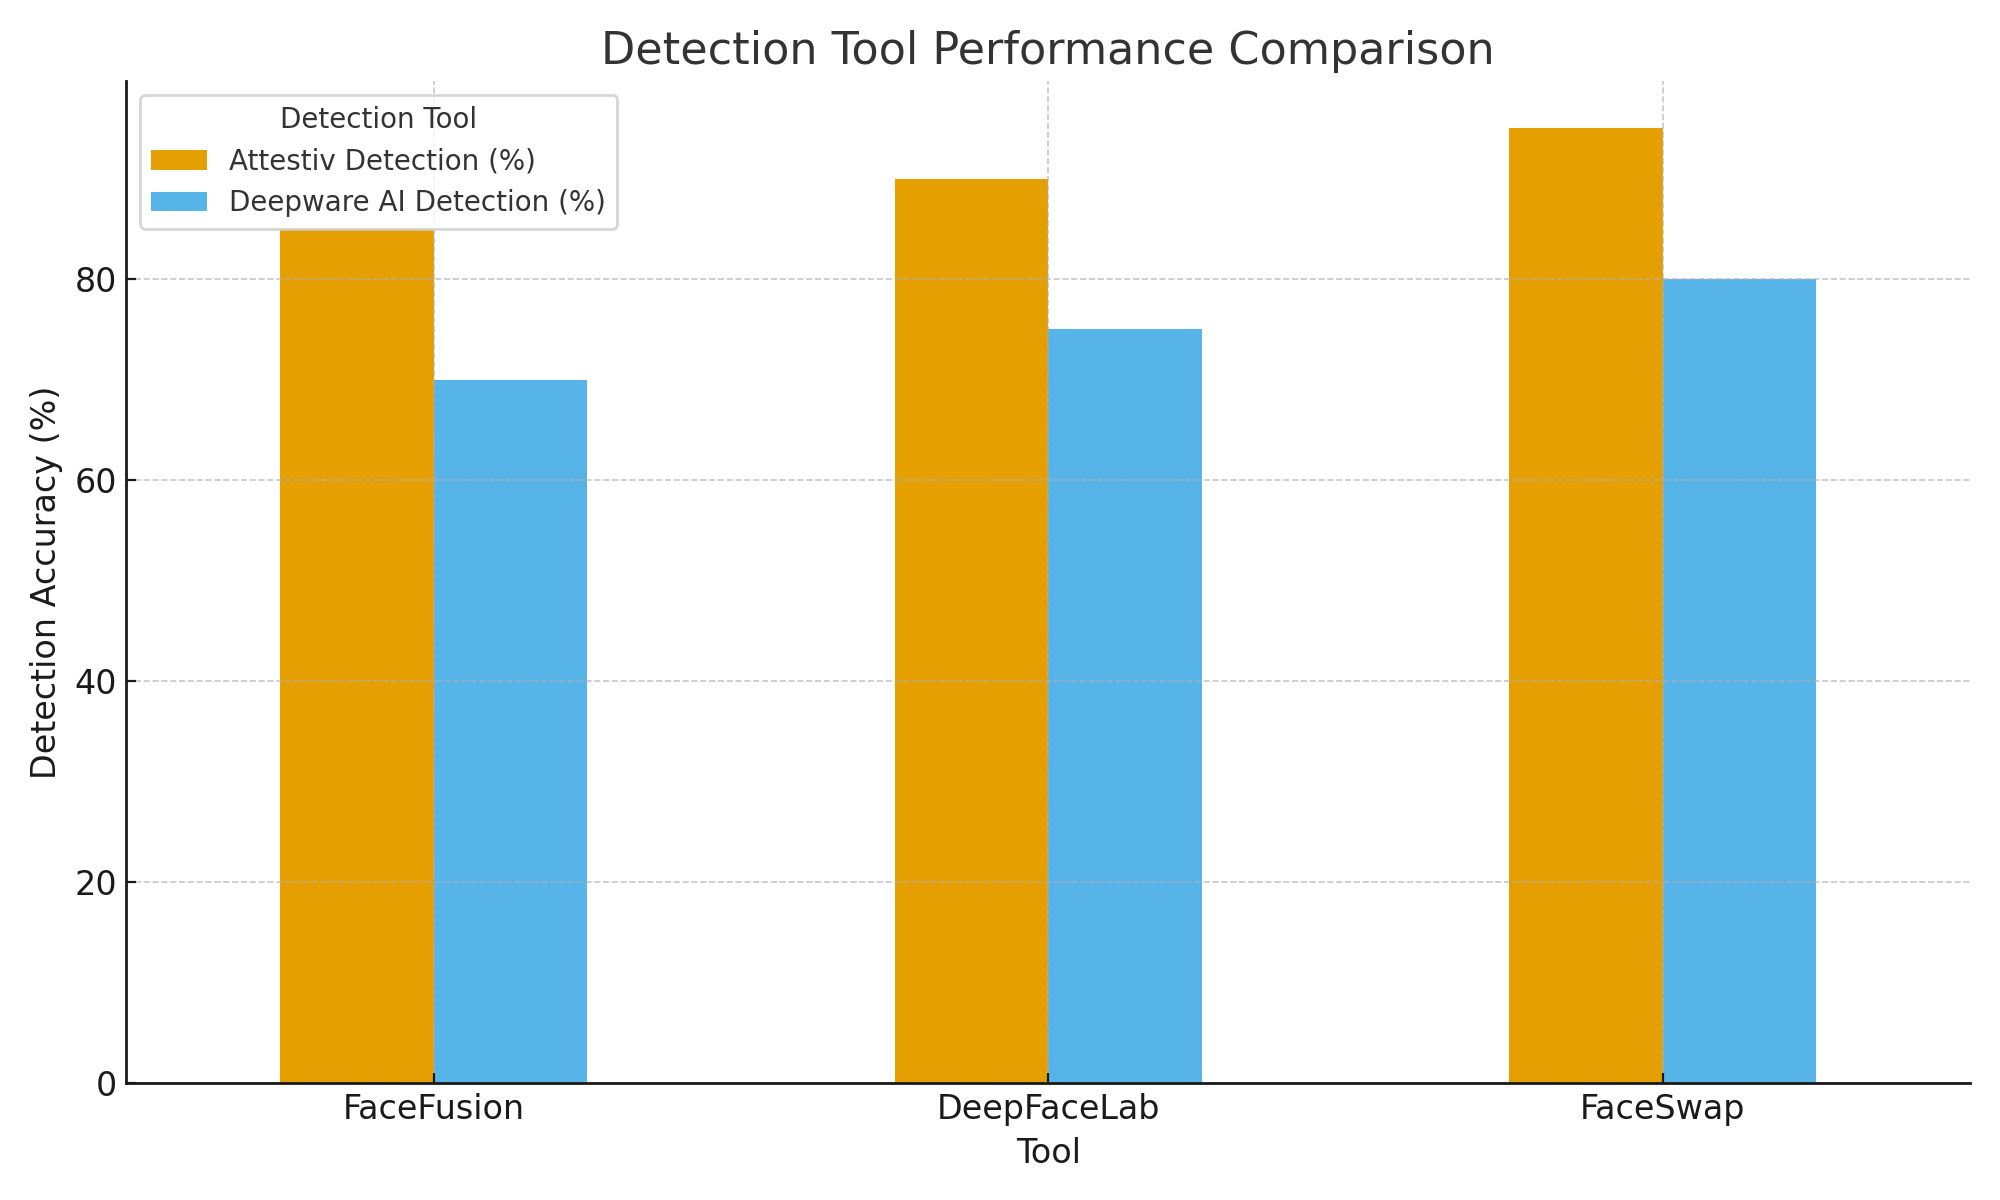 Detection Tool Performance Comparison
Detection Tool
Attestiv Detection (%)
Deepware AI Detection (%)
Detection Accuracy (%)
80
60
40
20
0
FaceFusion
DeepFaceLab
FaceSwap
Tool